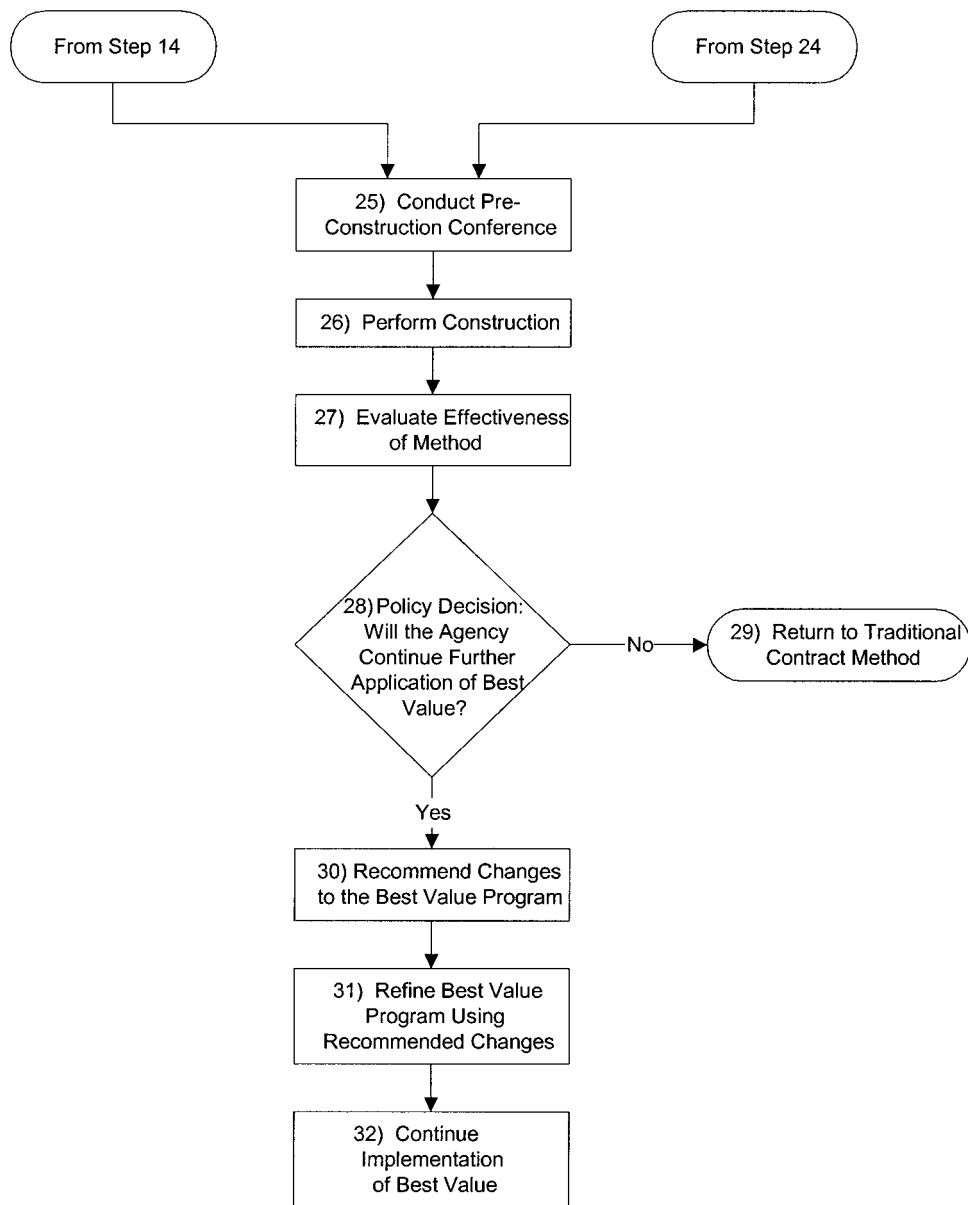 From Step 14
From Step 24
25) Conduct Pre-
Construction Conference
26) Perform Construction
27) Evaluate Effectiveness
of Method
28) Policy Decision:
Will the Agency
Continue Further
Application of Best
Value?
No
29) Return to Traditional
Contract Method
Yes
30) Recommend Changes
to the Best Value Program
31) Refine Best Value
Program Using
Recommended Changes
32) Continue
Implementation
of Best Value